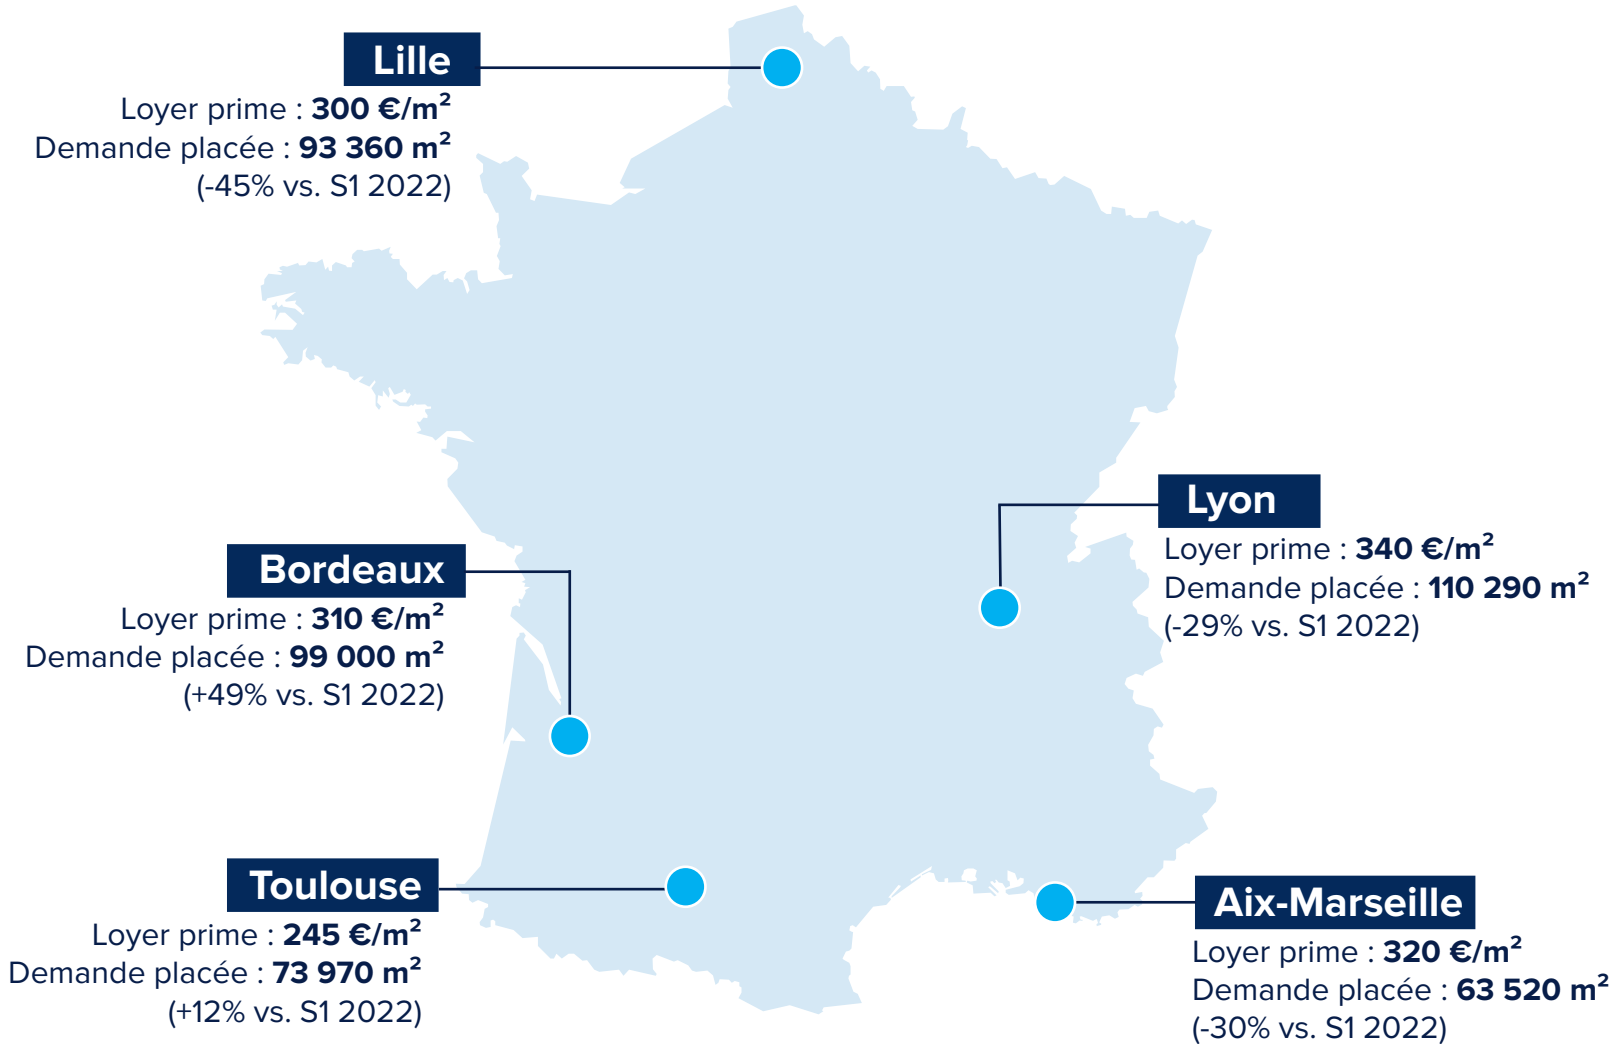 Lille
Loyer prime : 300 €/m²
Demande placée : 93 360 m²
(-45% vs. S1 2022)
Lyon
Loyer prime : 340 €/m²
Demande placée : 110 290 m²
(-29% vs. S1 2022)
Bordeaux
Loyer prime : 310 €/m²
Demande placée : 99 000 m²
(+49% vs. S1 2022)
Toulouse
Loyer prime : 245 €/m²
Demande placée : 73 970 m²
(+12% vs. S1 2022)
Aix-Marseille
Loyer prime : 320 €/m²
Demande placée : 63 520 m²
(-30% vs. S1 2022)